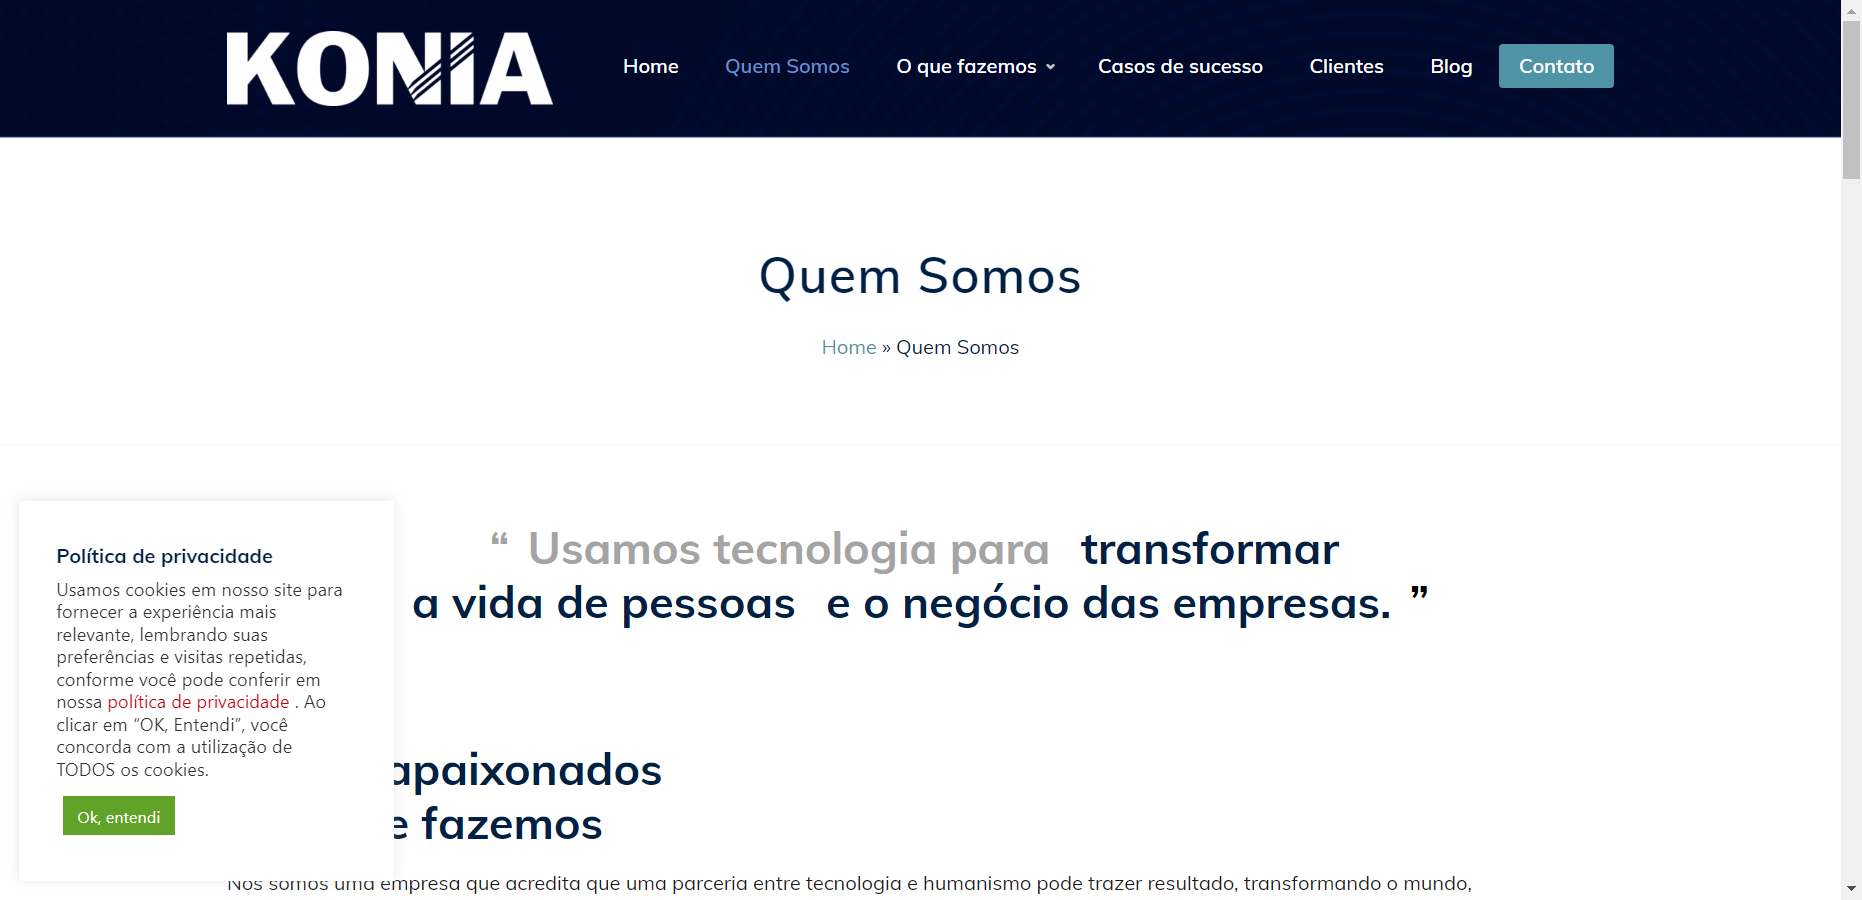 KONIA
Home Quem Somos O que fazemos Casos de sucesso Clientes Blog Contato
Quem Somos
Home » Quem Somos
“ Usamos tecnologia para transformar
a vida de pessoas e o negócio das empresas. ”
Política de privacidade
Usamos cookies em nosso site para
fornecer a experiência mais
relevante, lembrando suas
preferências e visitas repetidas,
conforme você pode conferir em
nossa política de privacidade . Ao
clicar em “OK, Entendi”, você
concorda com a utilização de
TODOS os cookies.
Ok, entendi
apaixonados
e fazemos
Nós somos uma empresa que acredita que uma parceria entre tecnologia e humanismo pode trazer resultado, transformando o mundo,